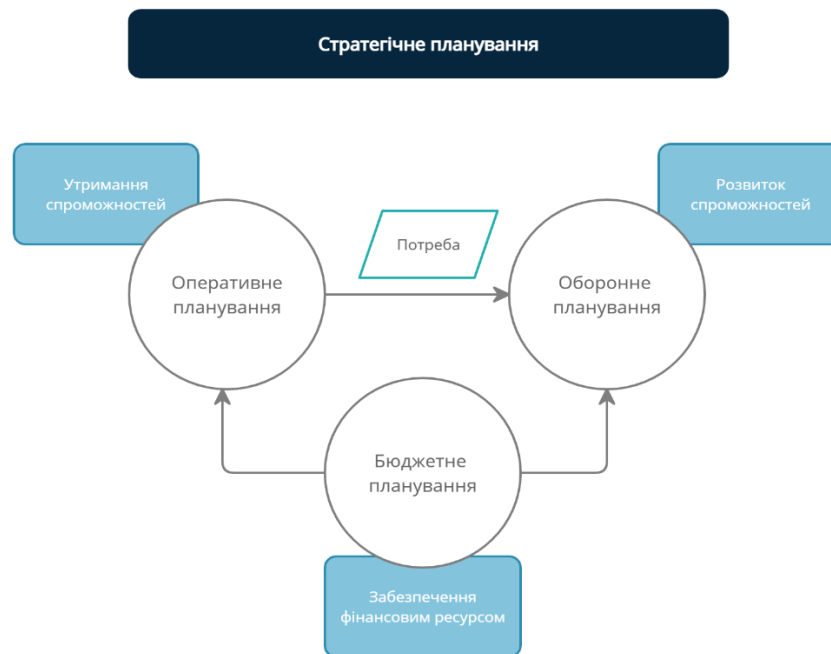 Стратегічне планування
Утримання
спроможностей
Розвиток
спроможностей
Потреба
Оперативне
планування
Оборонне
планування
Бюджетне
планування
Забезпечення
фінансовим ресурсом